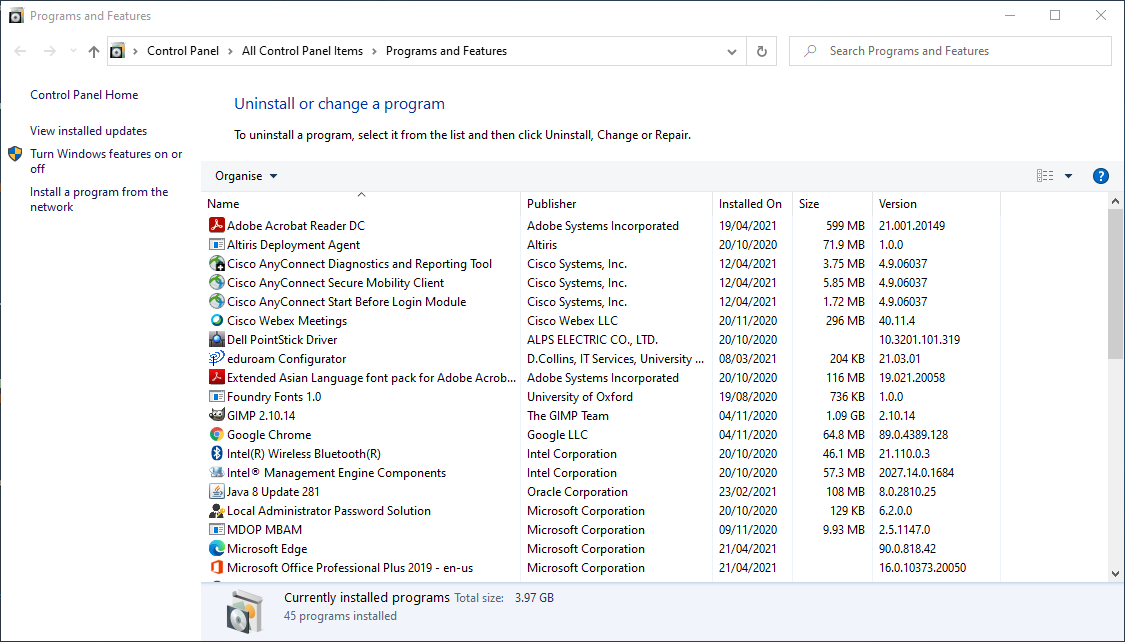 Programs and Features
Control Panel > All Control Panel Items > Programs and Features
Search Programs and Features
Control Panel Home
View installed updates
Turn Windows features on or
off
Install a program from the
network
Uninstall or change a program
To uninstall a program, select it from the list and then click Uninstall, Change or Repair.
Organise
?
Name Publisher Installed On Size Version
Adobe Acrobat Reader DC Adobe Systems Incorporated 19/04/2021 599 MB 21.001.20149
Altiris Deployment Agent Altiris 20/10/2020 71.9 MB 1.0.0
Cisco AnyConnect Diagnostics and Reporting Tool Cisco Systems, Inc. 12/04/2021 3.75 MB 4.9.06037
Cisco AnyConnect Secure Mobility Client Cisco Systems, Inc. 12/04/2021 5.85 MB 4.9.06037
Cisco AnyConnect Start Before Login Module Cisco Systems, Inc. 12/04/2021 1.72 MB 4.9.06037
Cisco Webex Meetings Cisco Webex LLC 20/11/2020 296 MB 40.11.4
Dell PointStick Driver ALPS ELECTRIC CO., LTD. 20/10/2020 10.3201.101.319
eduroam Configurator D.Collins, IT Services, University ... 08/03/2021 204 KB 21.03.01
Extended Asian Language font pack for Adobe Acrob... Adobe Systems Incorporated 20/10/2020 116 MB 19.021.20058
Foundry Fonts 1.0 University of Oxford 19/08/2020 736 KB 1.0.0
GIMP 2.10.14 The GIMP Team 04/11/2020 1.09 GB 2.10.14
Google Chrome Google LLC 04/11/2020 64.8 MB 89.0.4389.128
Intel(R) Wireless Bluetooth(R) Intel Corporation 20/10/2020 46.1 MB 21.110.0.3
Intel® Management Engine Components Intel Corporation 20/10/2020 57.3 MB 2027.14.0.1684
Java 8 Update 281 Oracle Corporation 23/02/2021 108 MB 8.0.2810.25
Local Administrator Password Solution Microsoft Corporation 20/10/2020 129 KB 6.2.0.0
MDOP MBAM Microsoft Corporation 09/11/2020 9.93 MB 2.5.1147.0
Microsoft Edge Microsoft Corporation 21/04/2021 90.0.818.42
Microsoft Office Professional Plus 2019 - en-us Microsoft Corporation 21/04/2021 16.0.10373.20050
Currently installed programs Total size: 3.97 GB
45 programs installed